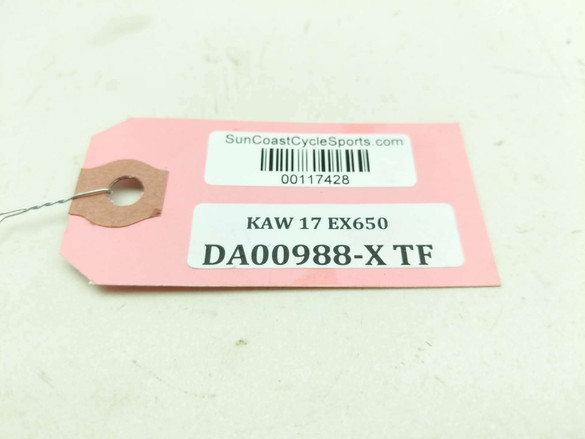 SunCoastCycleSports.com
00117428
KAW 17 EX650
DA00988-X TF